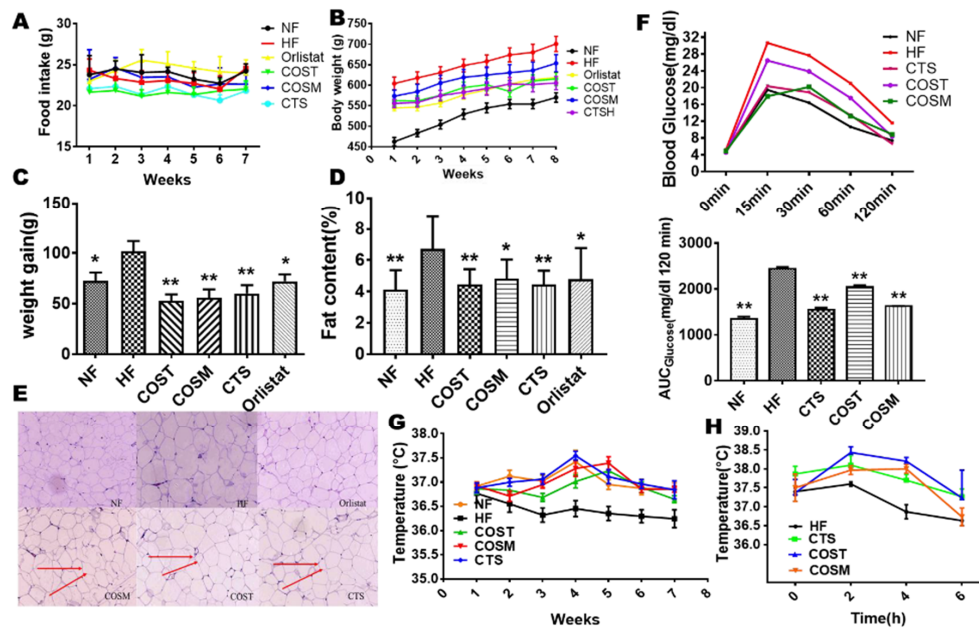 A
Food intake (g)
30
25
20
15
1 2 3 4 5 6 7
Weeks
NF
HF
Orlistat
COST
COSM
CTS
B
Body weight (g)
750
700
650
600
550
500
450
400
0 1 2 3 4 5 6 7 8
Weeks
NF
HF
Orlistat
COST
COSM
CTSH
F
Blood Glucose(mg/dl)
32
28
24
20
16
12
8
4
0
0min 15min 30min 60min 120min
NF
HF
CTS
COST
COSM
C
weight gain(g)
150
100
50
0
* ** ** ** *
NF HF COST COSM CTS Orlistat
D
Fat content(%)
10
8
6
4
2
0
** ** * ** *
NF HF COST COSM CTS Orlistat
AUCGlucose(mg/dl 120 min)
3000
2000
1000
0
** ** ** **
NF HF CTS COST COSM
E
NF
Orlistat
COSM
COST
CTS
G
Temperature (°C)
38.0
37.5
37.0
36.5
36.0
35.5
35.0
0 1 2 3 4 5 6 7 8
Weeks
NF
HF
COST
COSM
CTS
H
Temperature(°C)
39.0
38.5
38.0
37.5
37.0
36.5
0 2 4 6
Time(h)
HF
CTS
COST
COSM